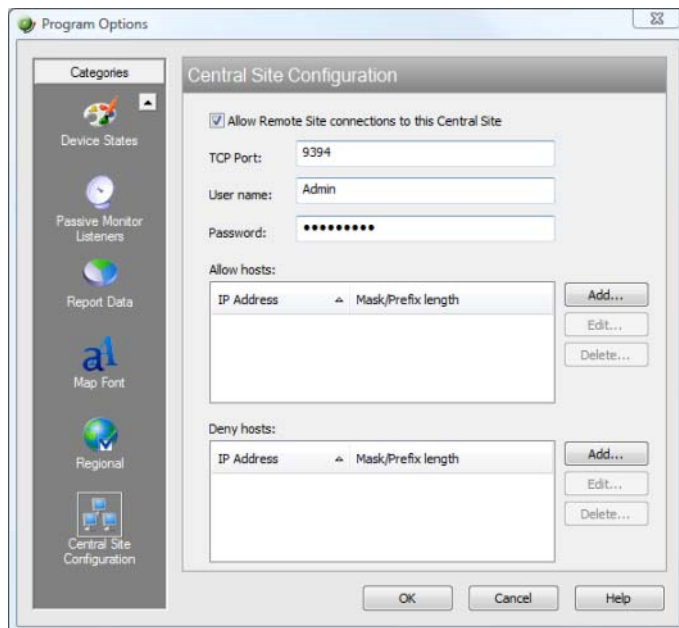 Program Options
Categories
Device States
Passive Monitor
Listeners
Report Data
Map Font
Regional
Central Site
Configuration
Central Site Configuration
Allow Remote Site connections to this Central Site
TCP Port:
9394
User name:
Admin
Password:
•••••••••
Allow hosts:
IP Address
Mask/Prefix length
Add...
Edit...
Delete...
Deny hosts:
IP Address
Mask/Prefix length
Add...
Edit...
Delete...
OK
Cancel
Help